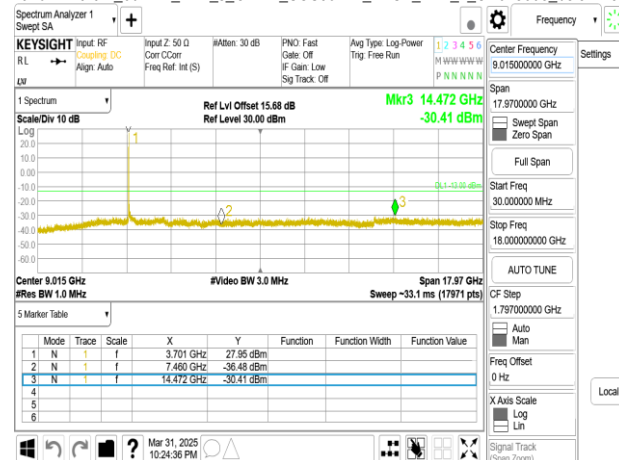 Spectrum Analyzer 1
Swept SA
Frequency
KEYSIGHT
RL
Input: RF
Coupling: DC
Align: Auto
Input Z: 50 Ω
Corr CCorr
Freq Ref: Int (S)
#Atten: 30 dB
PNO: Fast
Gate: Off
IF Gain: Low
Sig Track: Off
Avg Type: Log-Power
Trig: Free Run
1 2 3 4 5 6
M W W W W W
P N N N N N
1 Spectrum
Scale/Div 10 dB
Ref Lvl Offset 15.68 dB
Ref Level 30.00 dBm
Mkr3 14.472 GHz
-30.41 dBm
Log
20.0
10.0
0.00
-10.0
-20.0
-30.0
-40.0
-50.0
-60.0
1
2
3
DL1 -13.00 dBm
Center 9.015 GHz
#Res BW 1.0 MHz
#Video BW 3.0 MHz
Span 17.97 GHz
Sweep ~33.1 ms (17971 pts)
5 Marker Table
Mode Trace Scale X Y Function Function Width Function Value
1 N 1 f 3.701 GHz 27.95 dBm
2 N 1 f 7.460 GHz -36.48 dBm
3 N 1 f 14.472 GHz -30.41 dBm
4
5
6
?
Mar 31, 2025
10:24:36 PM
Center Frequency
9.015000000 GHz
Settings
Span
17.9700000 GHz
Swept Span
Zero Span
Full Span
Start Freq
30.000000 MHz
Stop Freq
18.000000000 GHz
AUTO TUNE
CF Step
1.797000000 GHz
Auto
Man
Freq Offset
0 Hz
Local
X Axis Scale
Log
Lin
Signal Track
(Span Zoom)